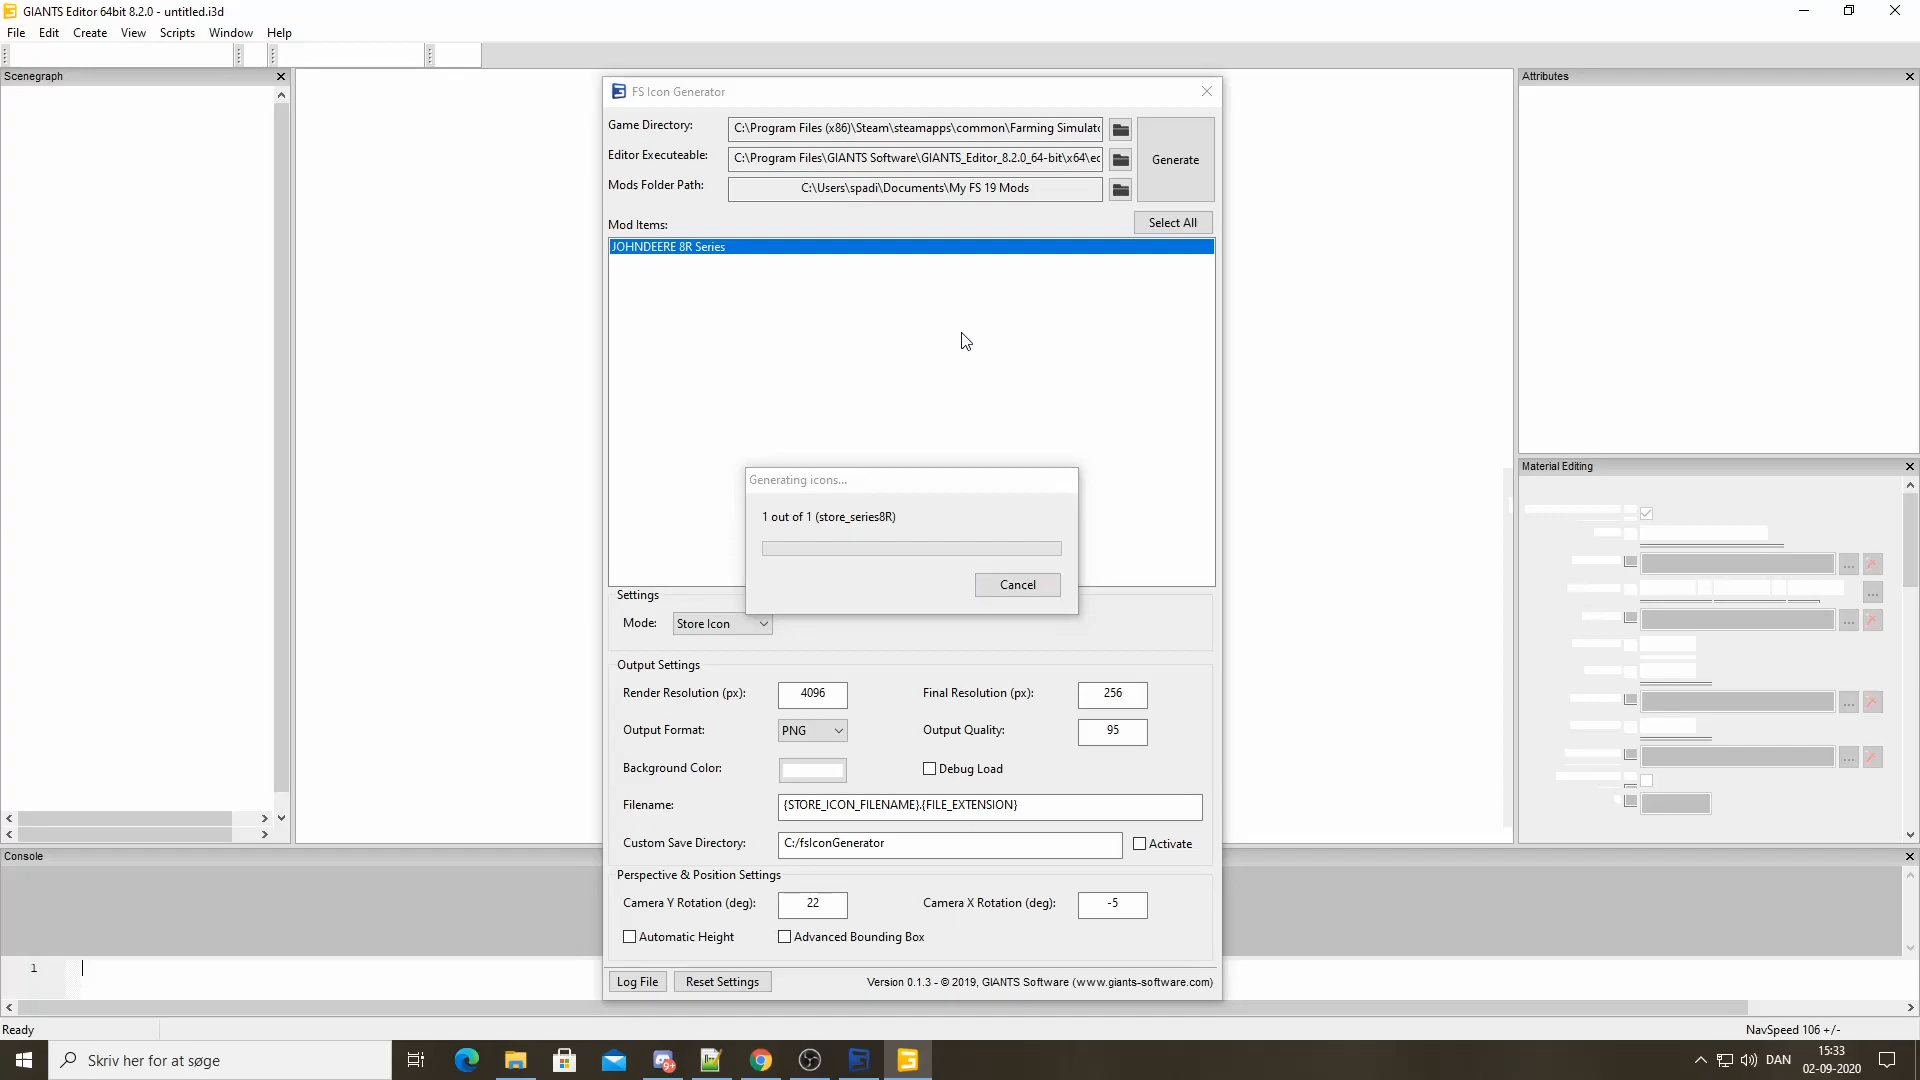 GIANTS Editor 64bit 8.2.0 - untitled.i3d
File Edit Create View Scripts Window Help
Scenegraph
Attributes
FS Icon Generator
Game Directory:
C:\Program Files (x86)\Steam\steamapps\common\Farming Simulato
Editor Executeable:
C:\Program Files\GIANTS Software\GIANTS_Editor_8.2.0_64-bit\x64\ec
Mods Folder Path:
C:\Users\spadi\Documents\My FS 19 Mods
Generate
Mod Items:
Select All
JOHNDEERE 8R Series
Generating icons...
1 out of 1 (store_series8R)
Cancel
Settings
Mode:
Store Icon
Output Settings
Render Resolution (px):
4096
Final Resolution (px):
256
Output Format:
PNG
Output Quality:
95
Background Color:
Debug Load
Filename:
{STORE_ICON_FILENAME}.{FILE_EXTENSION}
Custom Save Directory:
C:/fsIconGenerator
Activate
Perspective & Position Settings
Camera Y Rotation (deg):
22
Camera X Rotation (deg):
-5
Automatic Height
Advanced Bounding Box
Log File
Reset Settings
Version 0.1.3 - © 2019, GIANTS Software (www.giants-software.com)
Material Editing
...
...
...
...
...
Console
1
Ready
NavSpeed 106 +/-
Skriv her for at søge
9+
DAN
15:33
02-09-2020